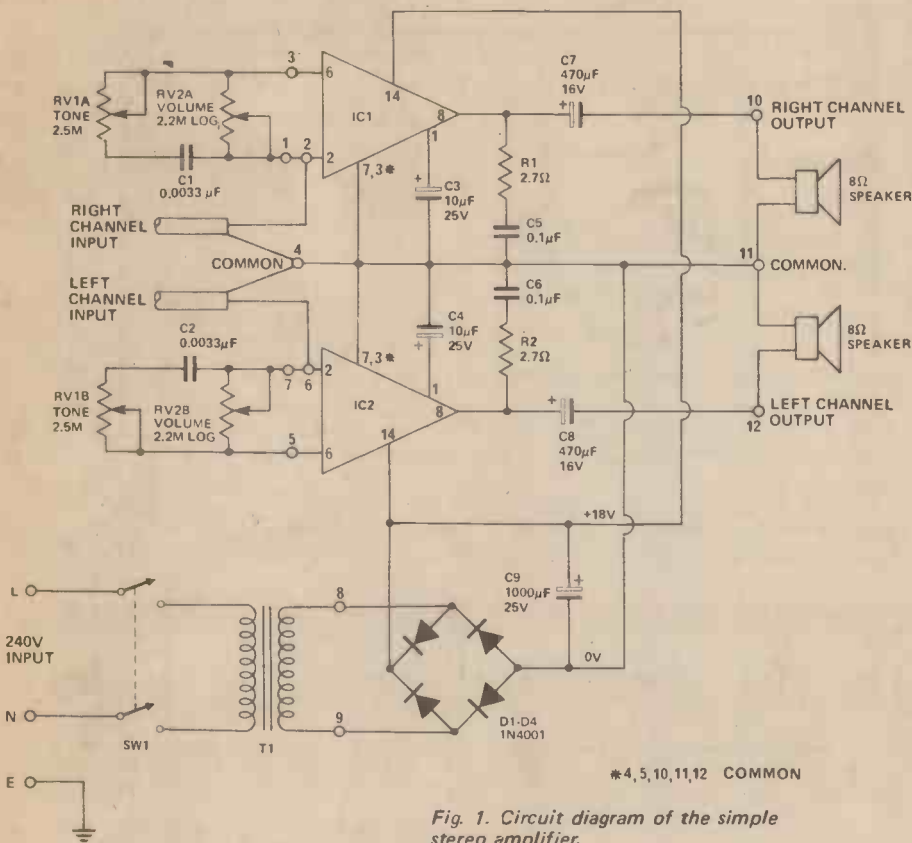 3
6
14
IC1
8
1
RV1A
TONE
2.5M
RV2A
VOLUME
2.2M LOG
1
2
2
C1
0.0033 µF
7,3*
+
C3
10µF
25V
R1
2.7Ω
C5
0.1µF
C7
470µF
16V
+
10
RIGHT CHANNEL
OUTPUT
8Ω
SPEAKER
RIGHT
CHANNEL
INPUT
4
COMMON
11
COMMON.
LEFT
CHANNEL
INPUT
C2
0.0033µF
7
6
2
7,3*
C4
10µF
25V
+
C6
0.1µF
R2
2.7Ω
8Ω
SPEAKER
RV1B
TONE
2.5M
RV2B
VOLUME
2.2M LOG
5
6
IC2
1
8
14
+
C8
470µF
16V
12
LEFT CHANNEL
OUTPUT
+18V
C9
1000µF
25V
+
0V
L
240V
INPUT
N
E
SW1
T1
8
9
D1-D4
1N4001
*4,5,10,11,12 COMMON
Fig. 1. Circuit diagram of the simple
stereo amplifier.